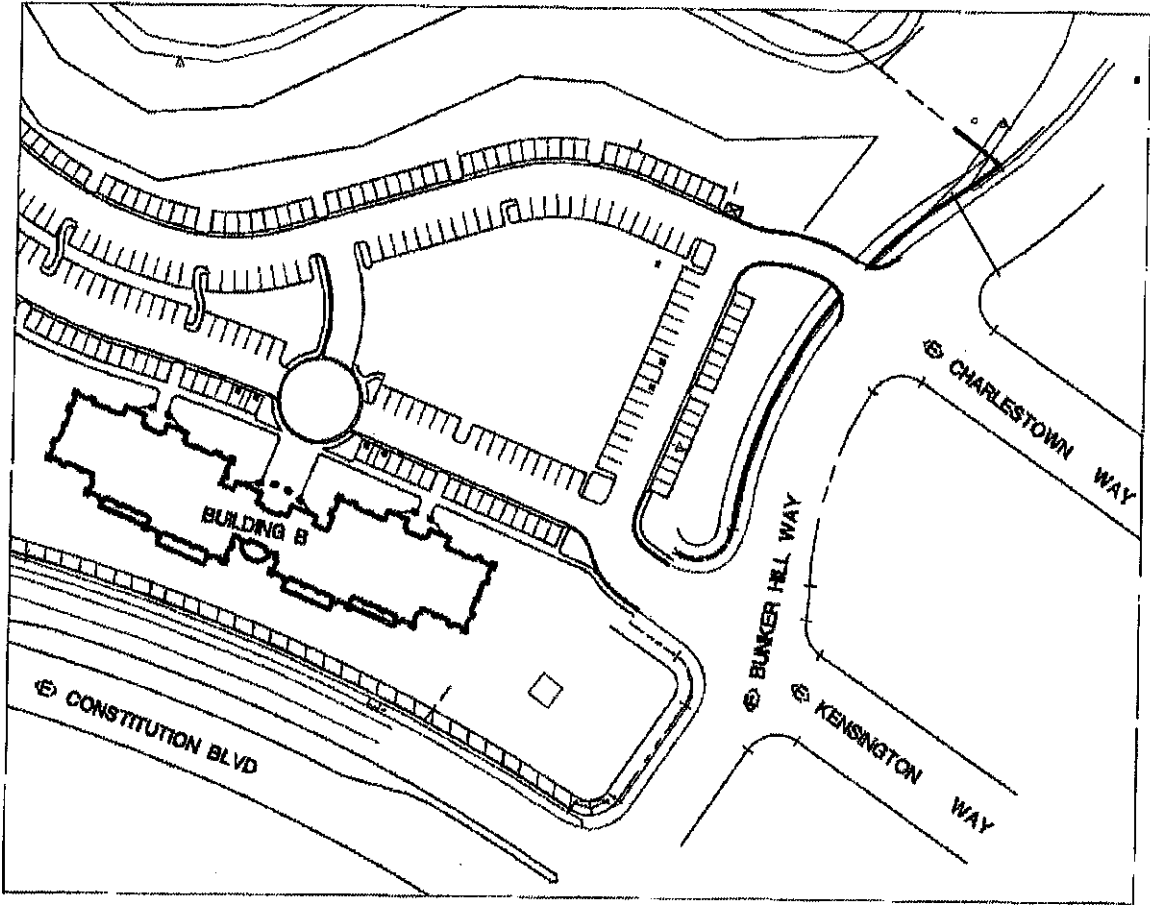 (E) CHARLESTOWN WAY
BUILDING B
(E) BUNKER HILL WAY
(E) KENSINGTON WAY
(E) CONSTITUTION BLVD